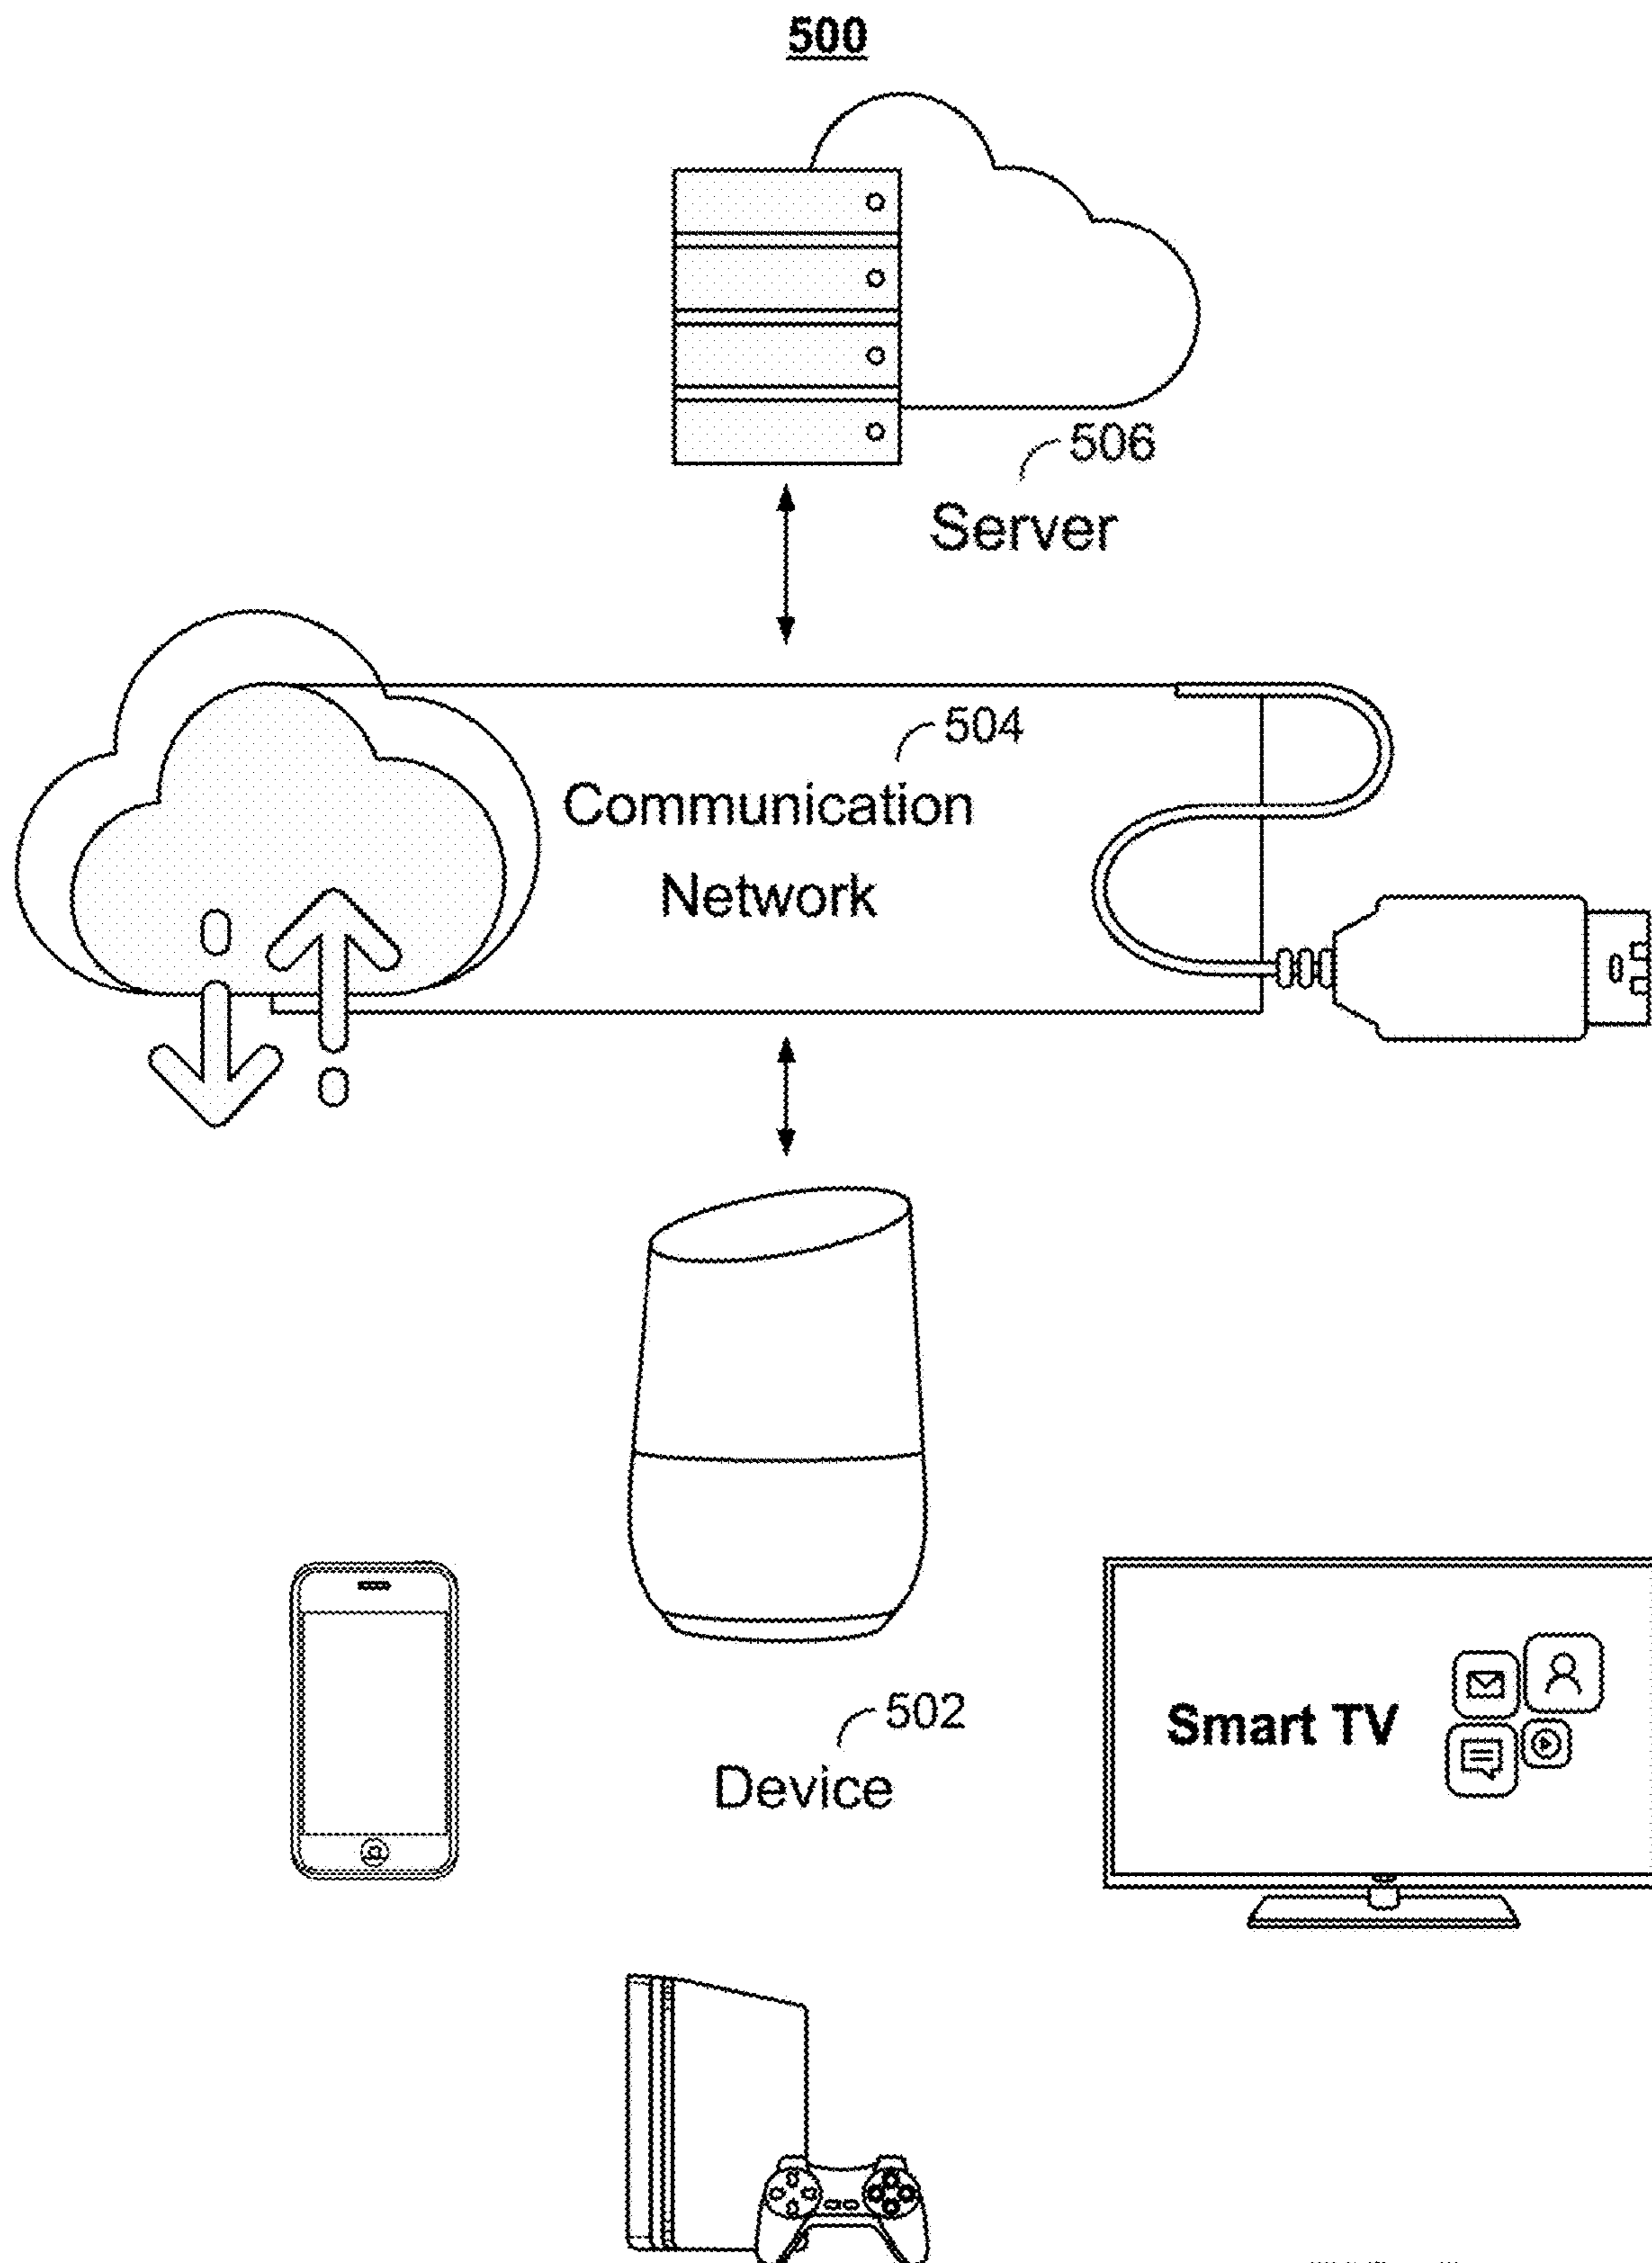 500
506
Server
504
Communication
Network
502
Device
Smart TV